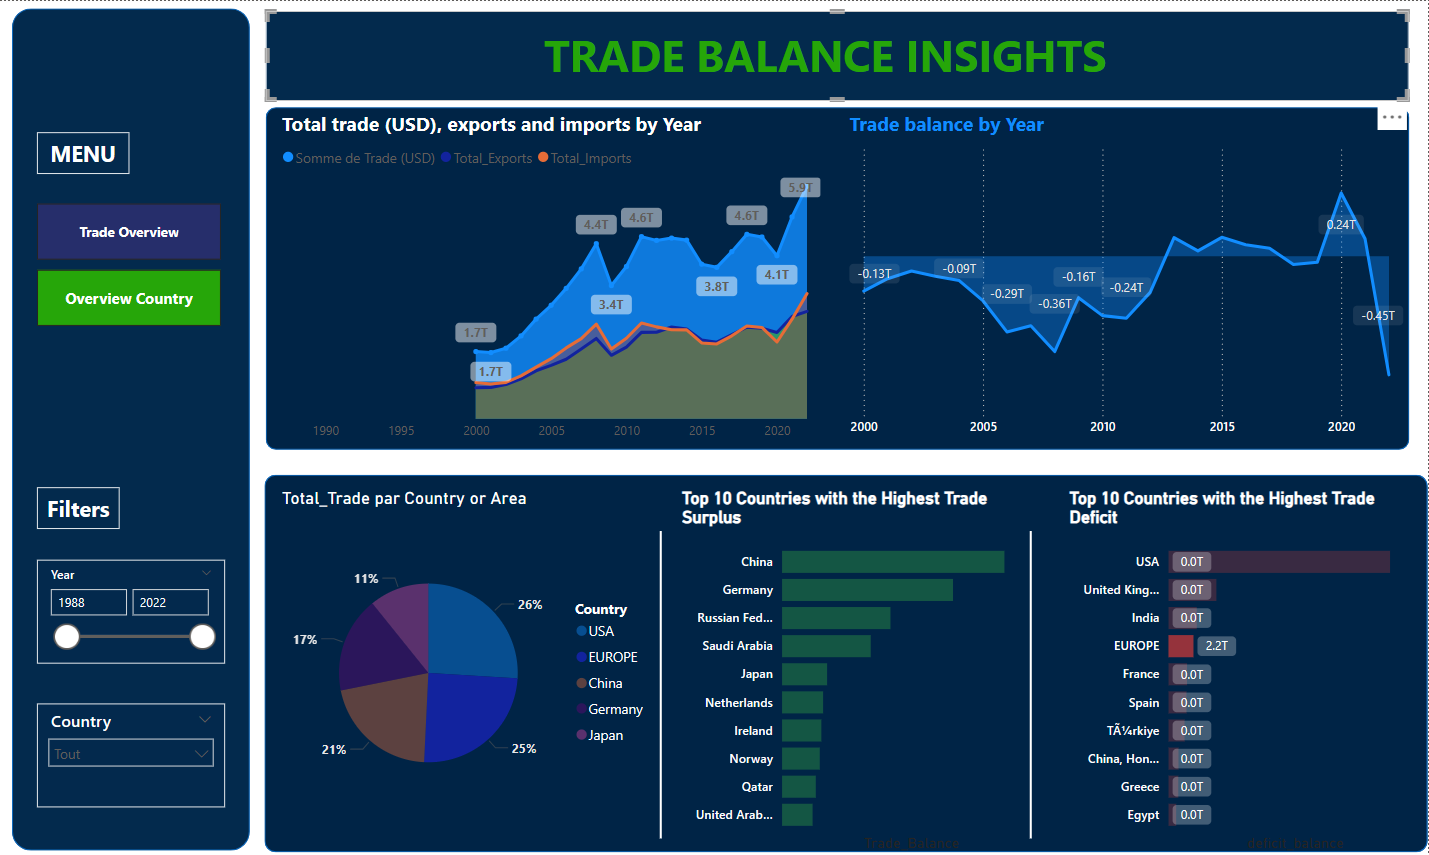 TRADE BALANCE INSIGHTS
MENU
Trade Overview
Overview Country
Filters
Year
1988
2022
Country
Tout
Total trade (USD), exports and imports by Year
Somme de Trade (USD) Total_Exports Total_Imports
1.7T
1.7T
4.4T
3.4T
4.6T
3.8T
4.6T
4.1T
5.9T
1990 1995 2000 2005 2010 2015 2020
Trade balance by Year
-0.13T
-0.09T
-0.29T
-0.36T
-0.16T
-0.24T
0.24T
-0.45T
2000 2005 2010 2015 2020
Total_Trade par Country or Area
11%
26%
17%
21%
25%
Country
USA
EUROPE
China
Germany
Japan
Top 10 Countries with the Highest Trade
Surplus
China
Germany
Russian Fed...
Saudi Arabia
Japan
Netherlands
Ireland
Norway
Qatar
United Arab...
Trade_Balance
Top 10 Countries with the Highest Trade
Deficit
USA 0.0T
United King... 0.0T
India 0.0T
EUROPE 2.2T
France 0.0T
Spain 0.0T
TÃ¼rkiye 0.0T
China, Hon... 0.0T
Greece 0.0T
Egypt 0.0T
deficit_balance